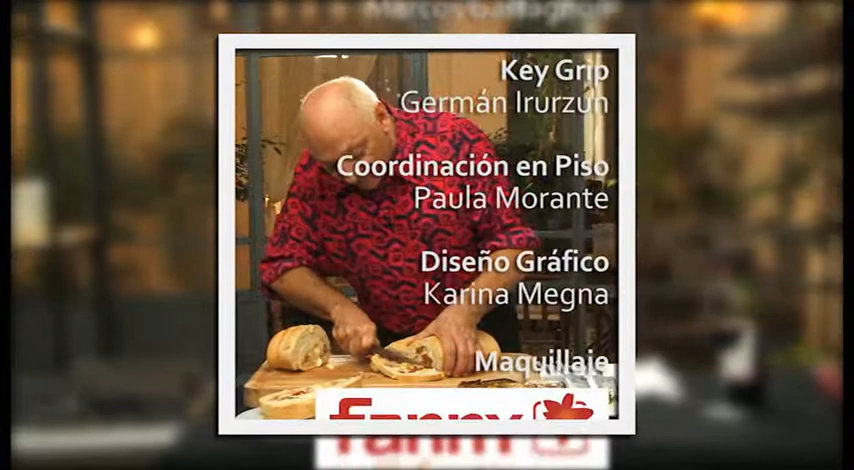 Key Grip
Germán Irurzun
Coordinación en Piso
Paula Morante
Diseño Gráfico
Karina Megna
Maquillaje